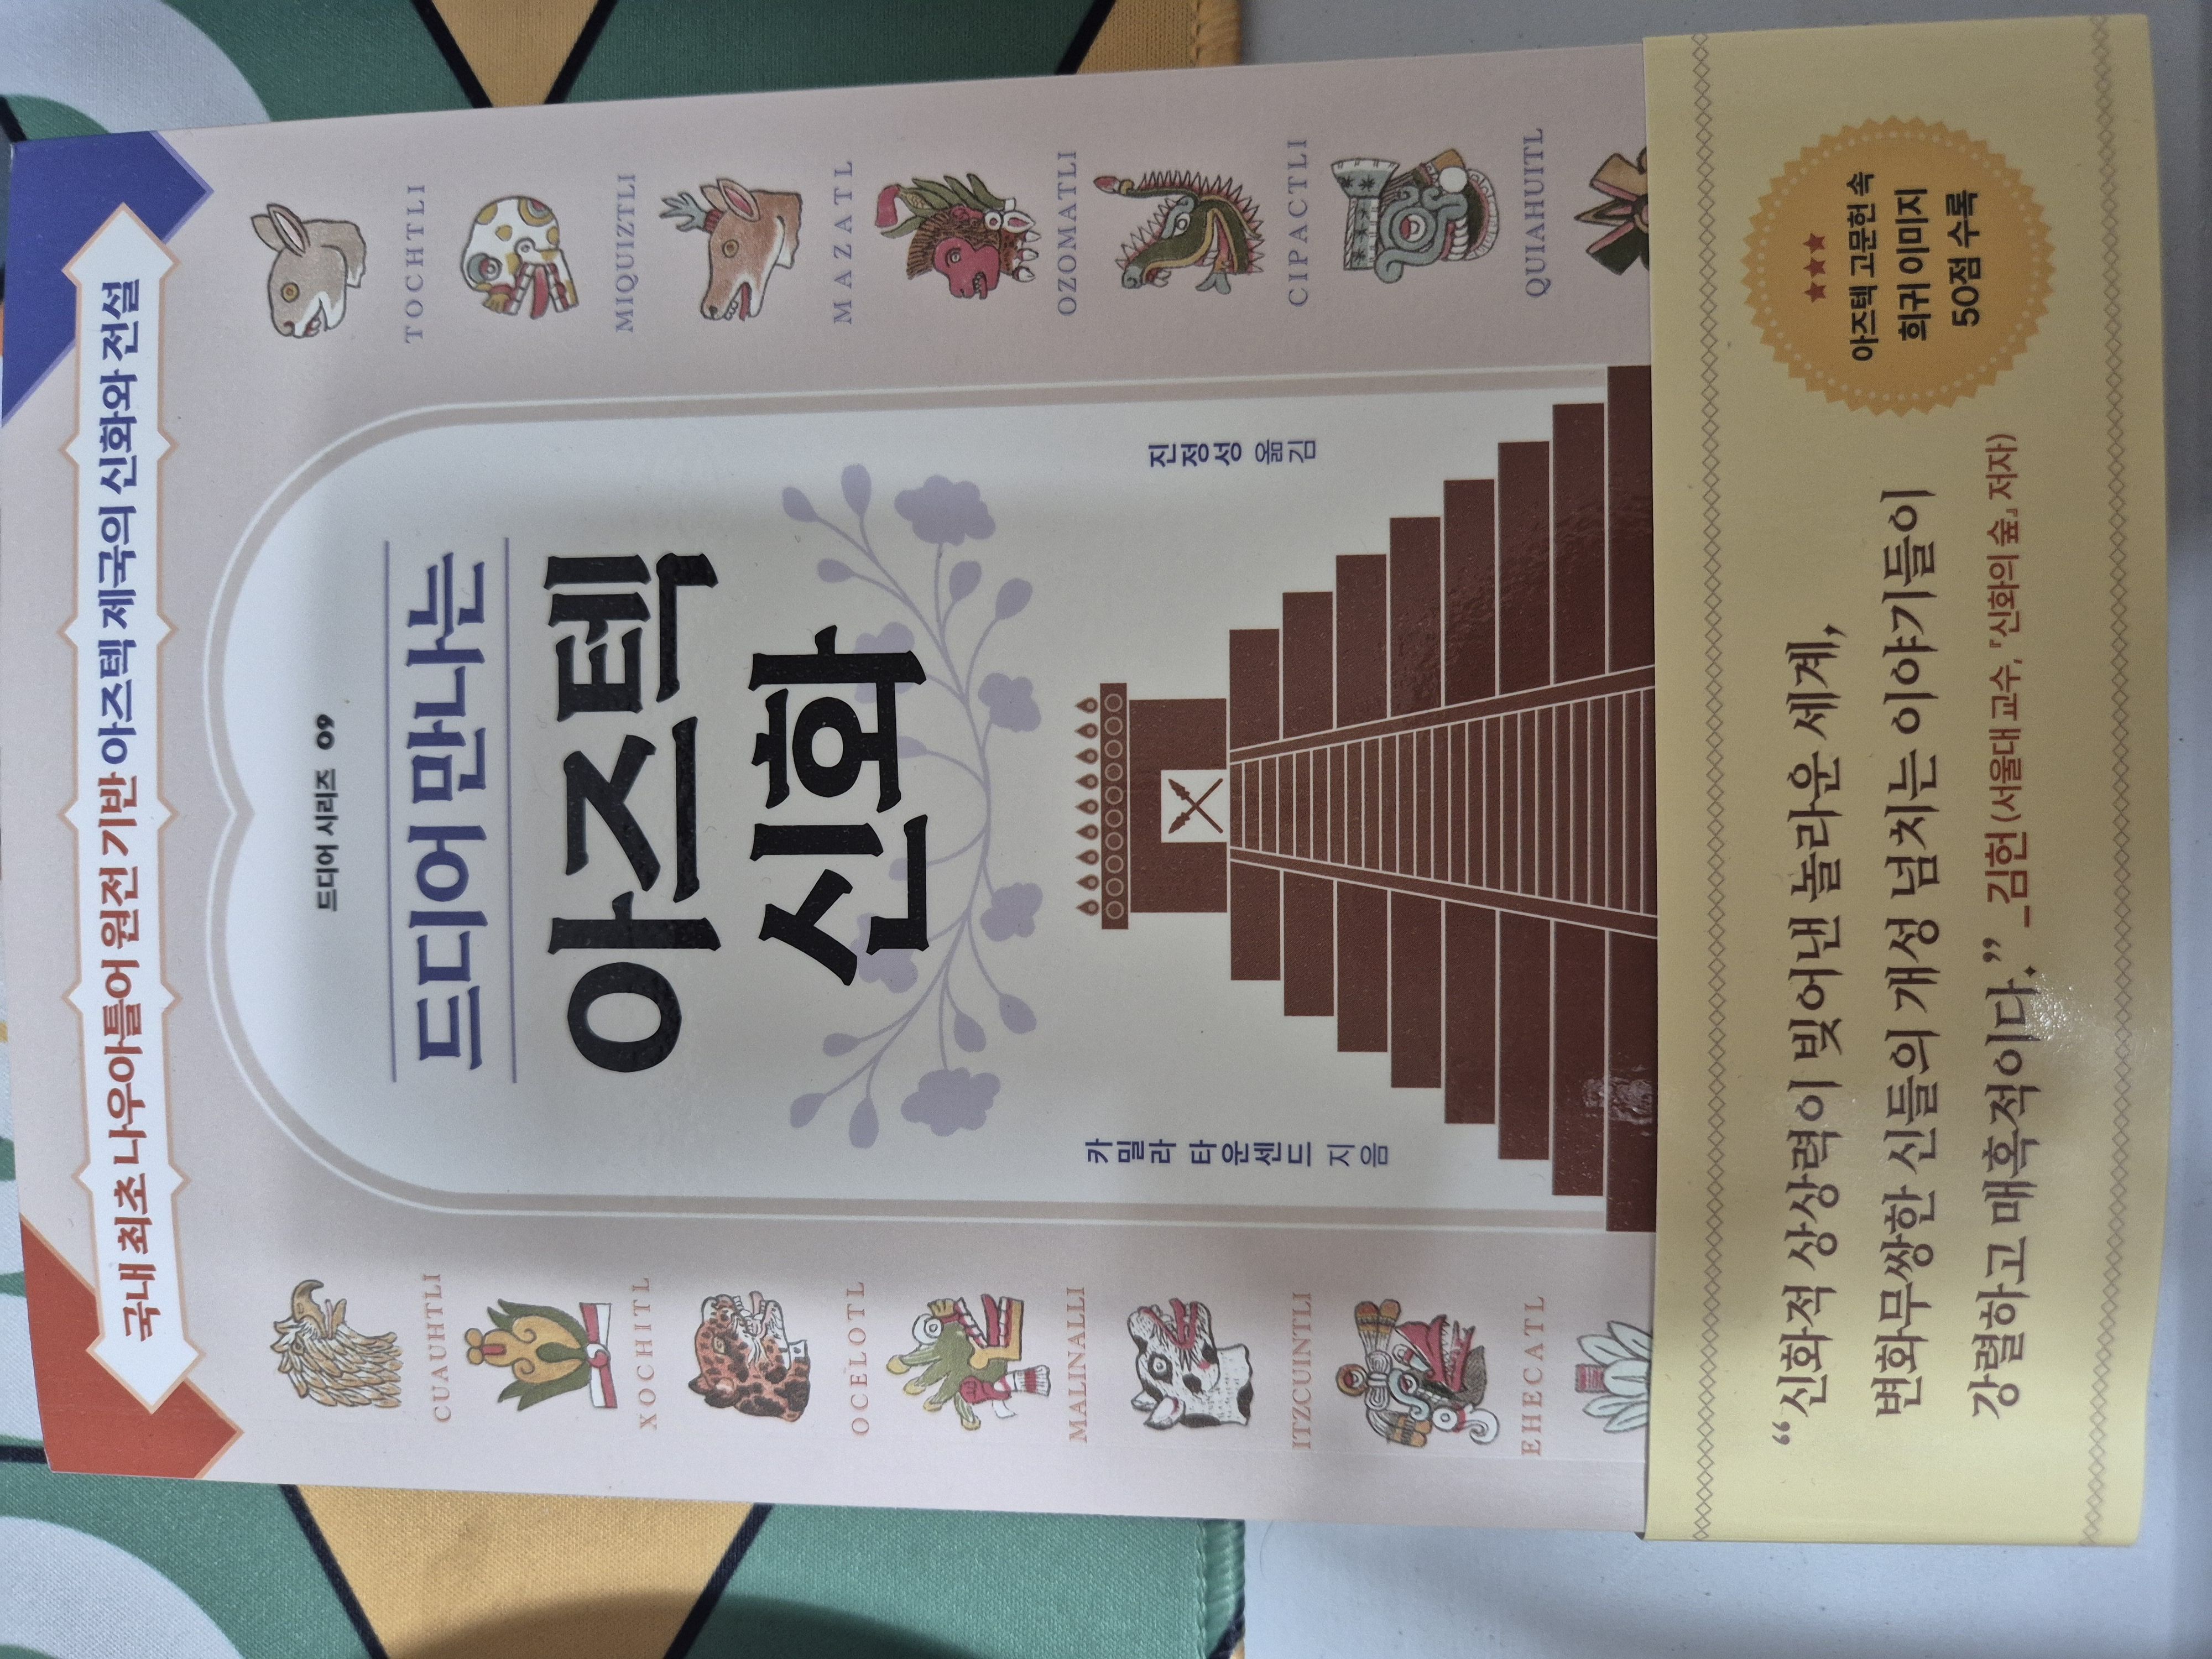 국내 최초 나우아틀어 원전 기반 아즈텍 제국의 신화와 전설
드디어 시리즈 09
드디어 만나는
아즈텍
신화
카밀라 타운센드 지음
진정성 옮김
CUAUHTLI
XOCHITL
OCELOTL
MALINALLI
ITZCUINTLI
EHECATL
TOCHTLI
MIQUIZTLI
MAZATL
OZOMATLI
CIPACTLI
QUIAHUITL
“신화적 상상력이 빚어낸 놀라운 세계,
변화무쌍한 신들의 개성 넘치는 이야기들이
강렬하고 매혹적이다.” _김헌(서울대 교수, 『신화의 숲』 저자)
아즈텍 고문헌 속
희귀 이미지
50점 수록